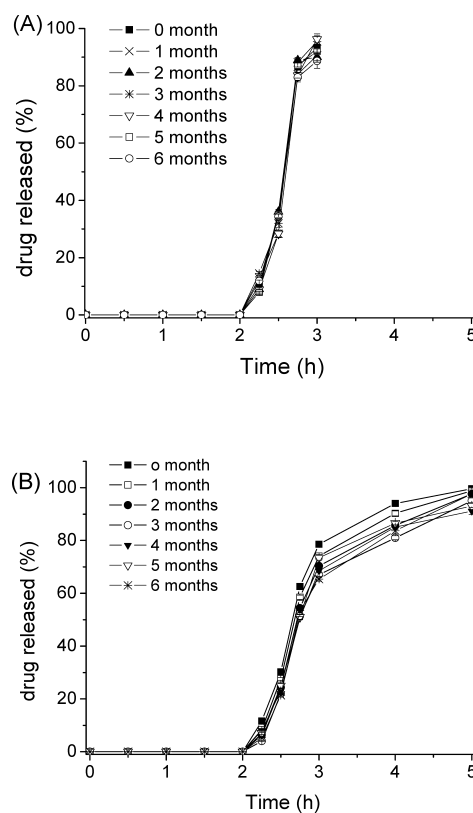 (A)
100
80
60
40
20
0
drug released (%)
0 month
1 month
2 months
3 months
4 months
5 months
6 months
0 1 2 3 4 5
Time (h)
(B)
100
80
60
40
20
0
drug released (%)
o month
1 month
2 months
3 months
4 months
5 months
6 months
0 1 2 3 4 5
Time (h)